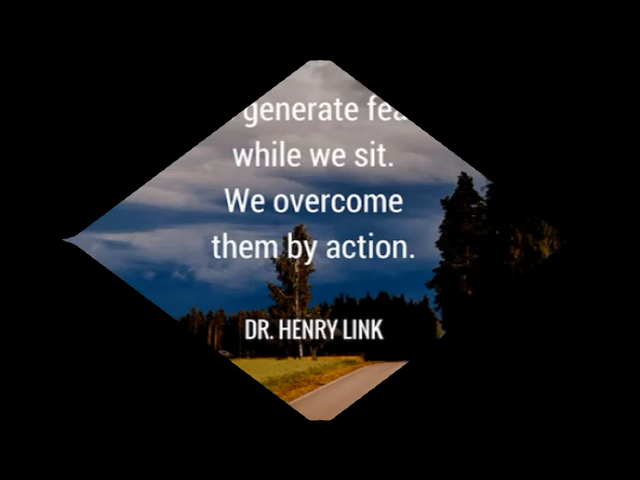 generate
while we sit.
We overcome
them by action.
DR. HENRY LINK